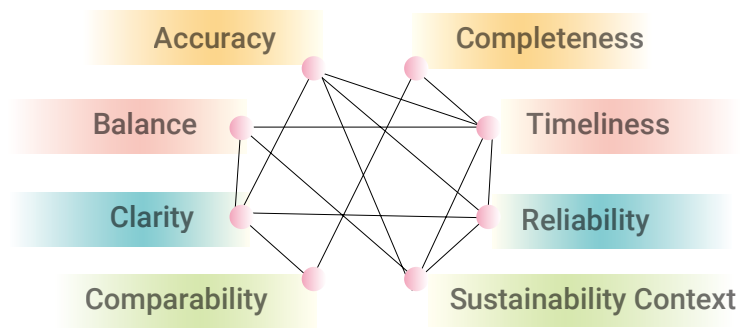 Accuracy
Completeness
Balance
Timeliness
Clarity
Reliability
Comparability
Sustainability Context